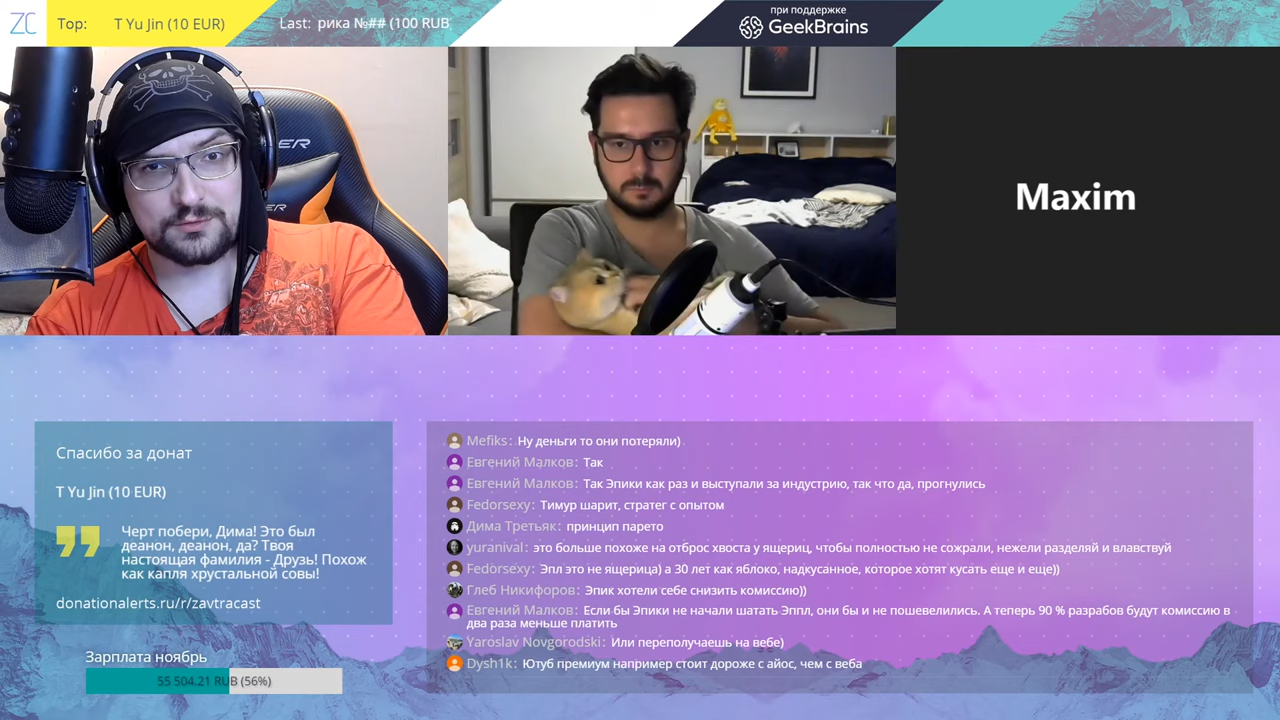 ZC
Top: T Yu Jin (10 EUR)
Last: рика №## (100 RUB
при поддержке
GeekBrains
Maxim
Спасибо за донат
T Yu Jin (10 EUR)
Черт побери, Дима! Это был
деанон, деанон, да? Твоя
настоящая фамилия - Друзь! Похож
как капля хрустальной совы!
donationalerts.ru/r/zavtracast
Зарплата ноябрь
55 504.21 RUB (56%)
Mefiks: Ну деньги то они потеряли)
Евгений Малков: Так
Евгений Малков: Так Эпики как раз и выступали за индустрию, так что да, прогнулись
Fedorsexy: Тимур шарит, стратег с опытом
Дима Третьяк: принцип парето
yuranival: это больше похоже на отброс хвоста у ящериц, чтобы полностью не сожрали, нежели разделяй и влавствуй
Fedorsexy: Эпл это не ящерица) а 30 лет как яблоко, надкусанное, которое хотят кусать еще и еще))
Глеб Никифоров: Эпик хотели себе снизить комиссию))
Евгений Малков: Если бы Эпики не начали шатать Эппл, они бы и не пошевелились. А теперь 90 % разрабов будут комиссию в
два раза меньше платить
Yaroslav Novgorodski: Или переполучаешь на вебе)
Dysh1k: Ютуб премиум например стоит дороже с айос, чем с веба